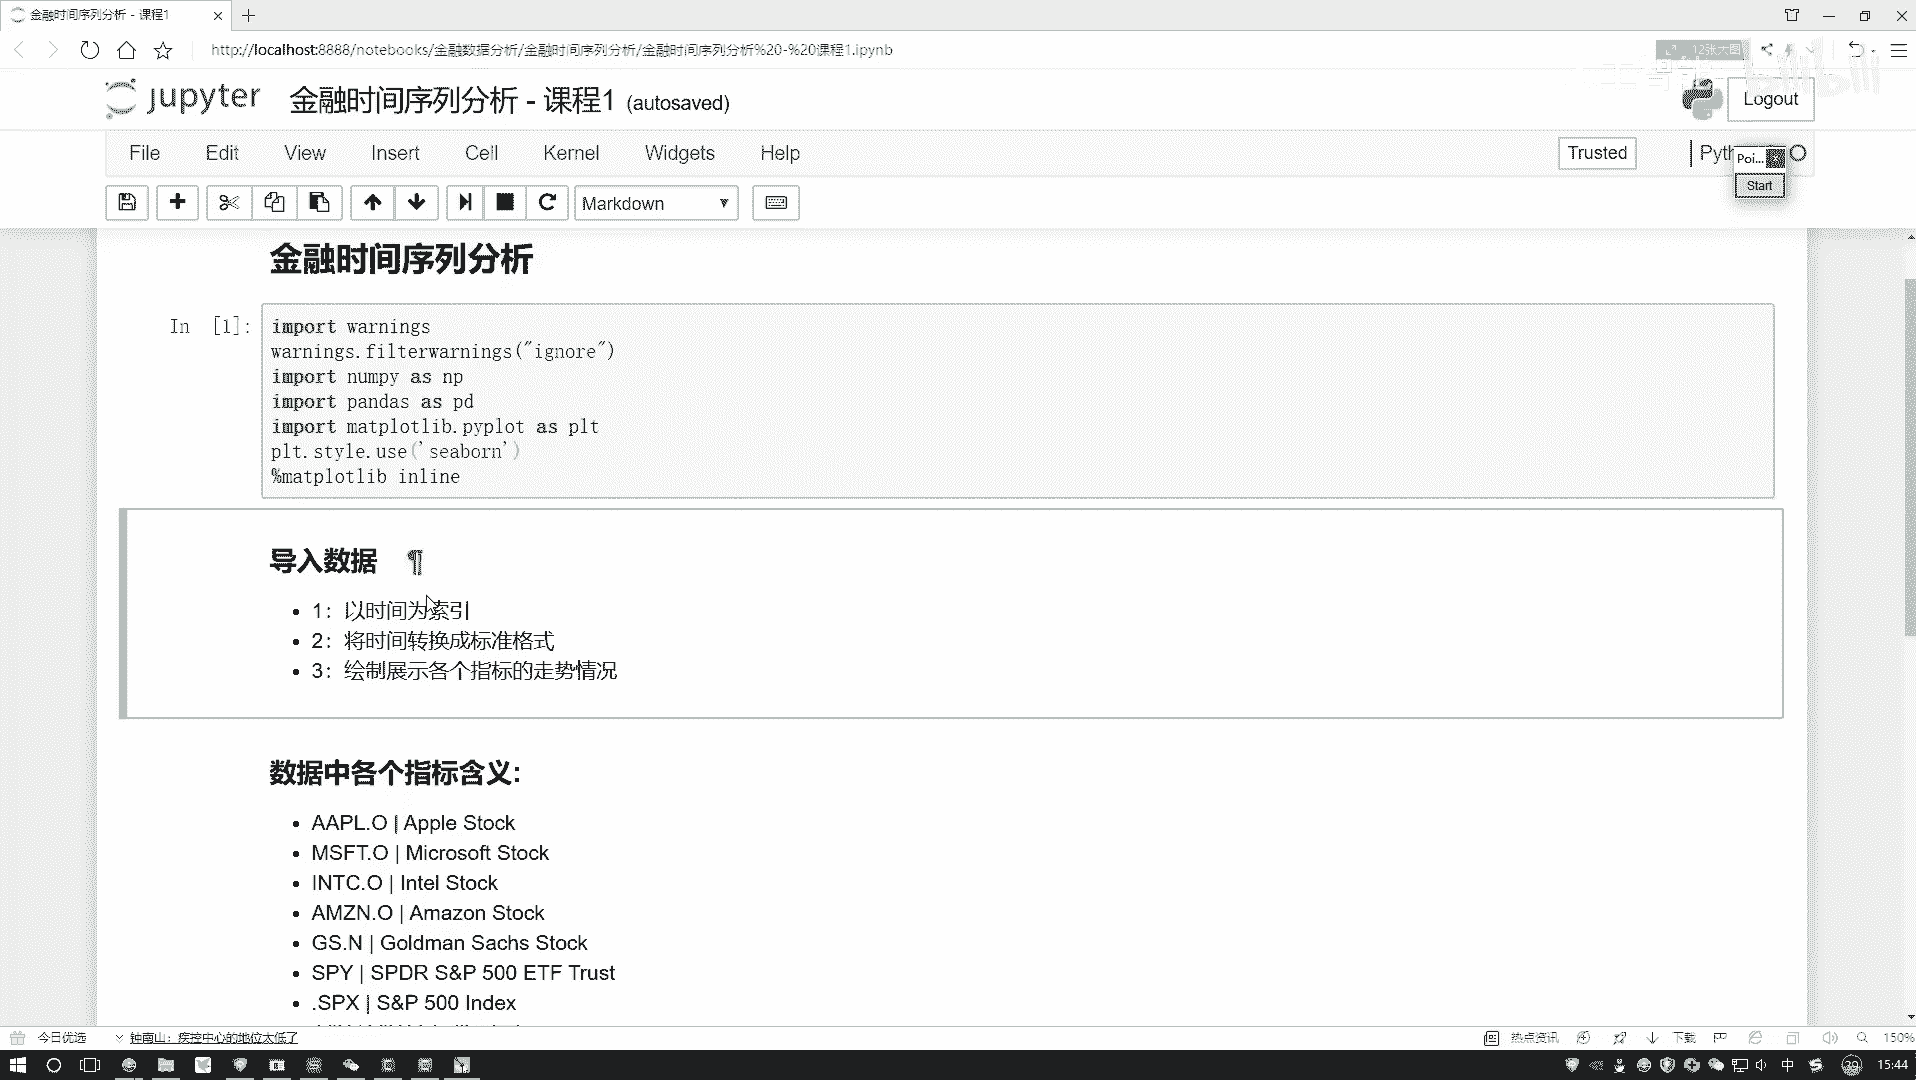 金融时间序列分析 - 课程1
http://localhost:8888/notebooks/金融数据分析/金融时间序列分析/金融时间序列分析%20-%20课程1.ipynb
12张大图
bilibili
jupyter 金融时间序列分析 - 课程1 (autosaved)
Logout
File Edit View Insert Cell Kernel Widgets Help
Trusted
Poi...
Start
Markdown
金融时间序列分析
In [1]:
import warnings
warnings.filterwarnings("ignore")
import numpy as np
import pandas as pd
import matplotlib.pyplot as plt
plt.style.use('seaborn')
%matplotlib inline
导入数据 ¶
1：以时间为索引
2：将时间转换成标准格式
3：绘制展示各个指标的走势情况
数据中各个指标含义:
AAPL.O | Apple Stock
MSFT.O | Microsoft Stock
INTC.O | Intel Stock
AMZN.O | Amazon Stock
GS.N | Goldman Sachs Stock
SPY | SPDR S&P 500 ETF Trust
.SPX | S&P 500 Index
今日优选
钟南山：疾控中心的地位太低了
热点资讯
下载
150%
中
15:44